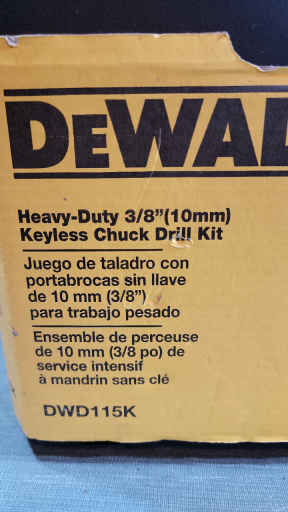 DEWAL
Heavy-Duty 3/8"(10mm)
Keyless Chuck Drill Kit
Juego de taladro con
portabrocas sin llave
de 10 mm (3/8")
para trabajo pesado
Ensemble de perceuse
de 10 mm (3/8 po) de
service intensif
à mandrin sans clé
DWD115K